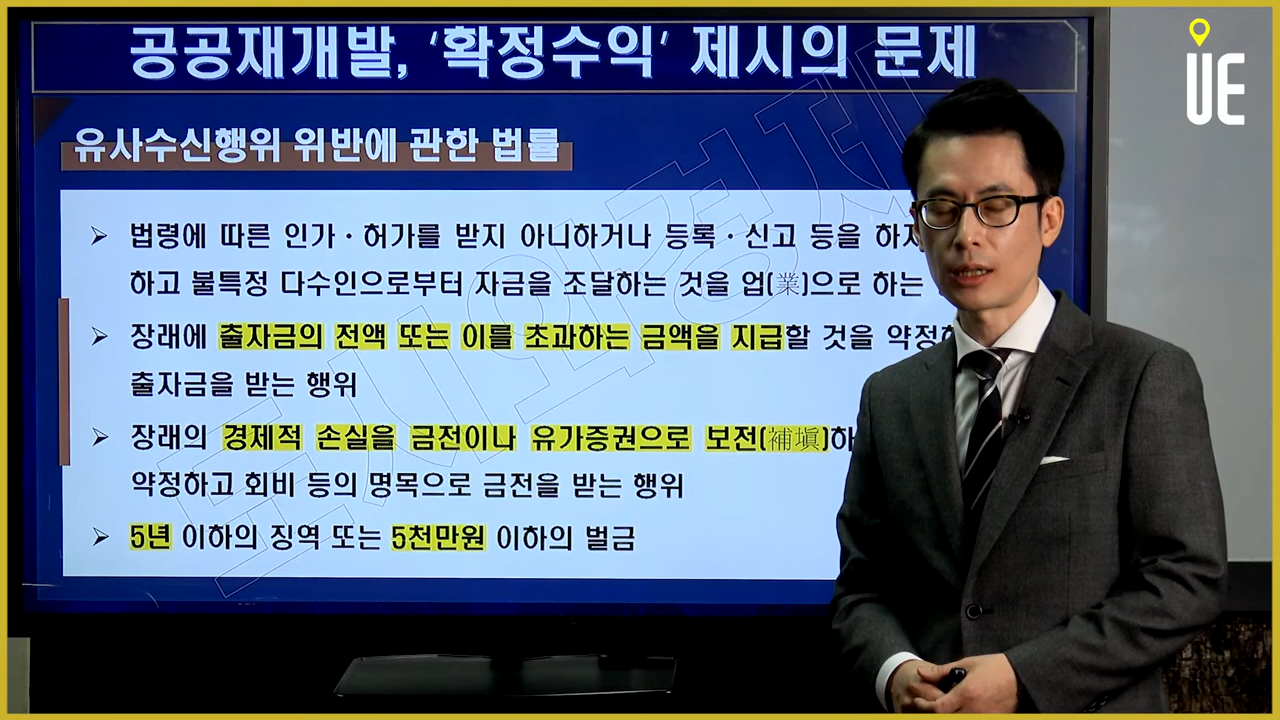 공공재개발, '확정수익' 제시의 문제
UE
유사수신행위 위반에 관한 법률
법령에 따른 인가·허가를 받지 아니하거나 등록·신고 등을 하지
하고 불특정 다수인으로부터 자금을 조달하는 것을 업(業)으로 하는
장래에 출자금의 전액 또는 이를 초과하는 금액을 지급할 것을 약정하
출자금을 받는 행위
장래의 경제적 손실을 금전이나 유가증권으로 보전(補塡)하
약정하고 회비 등의 명목으로 금전을 받는 행위
5년 이하의 징역 또는 5천만원 이하의 벌금
도시와경제